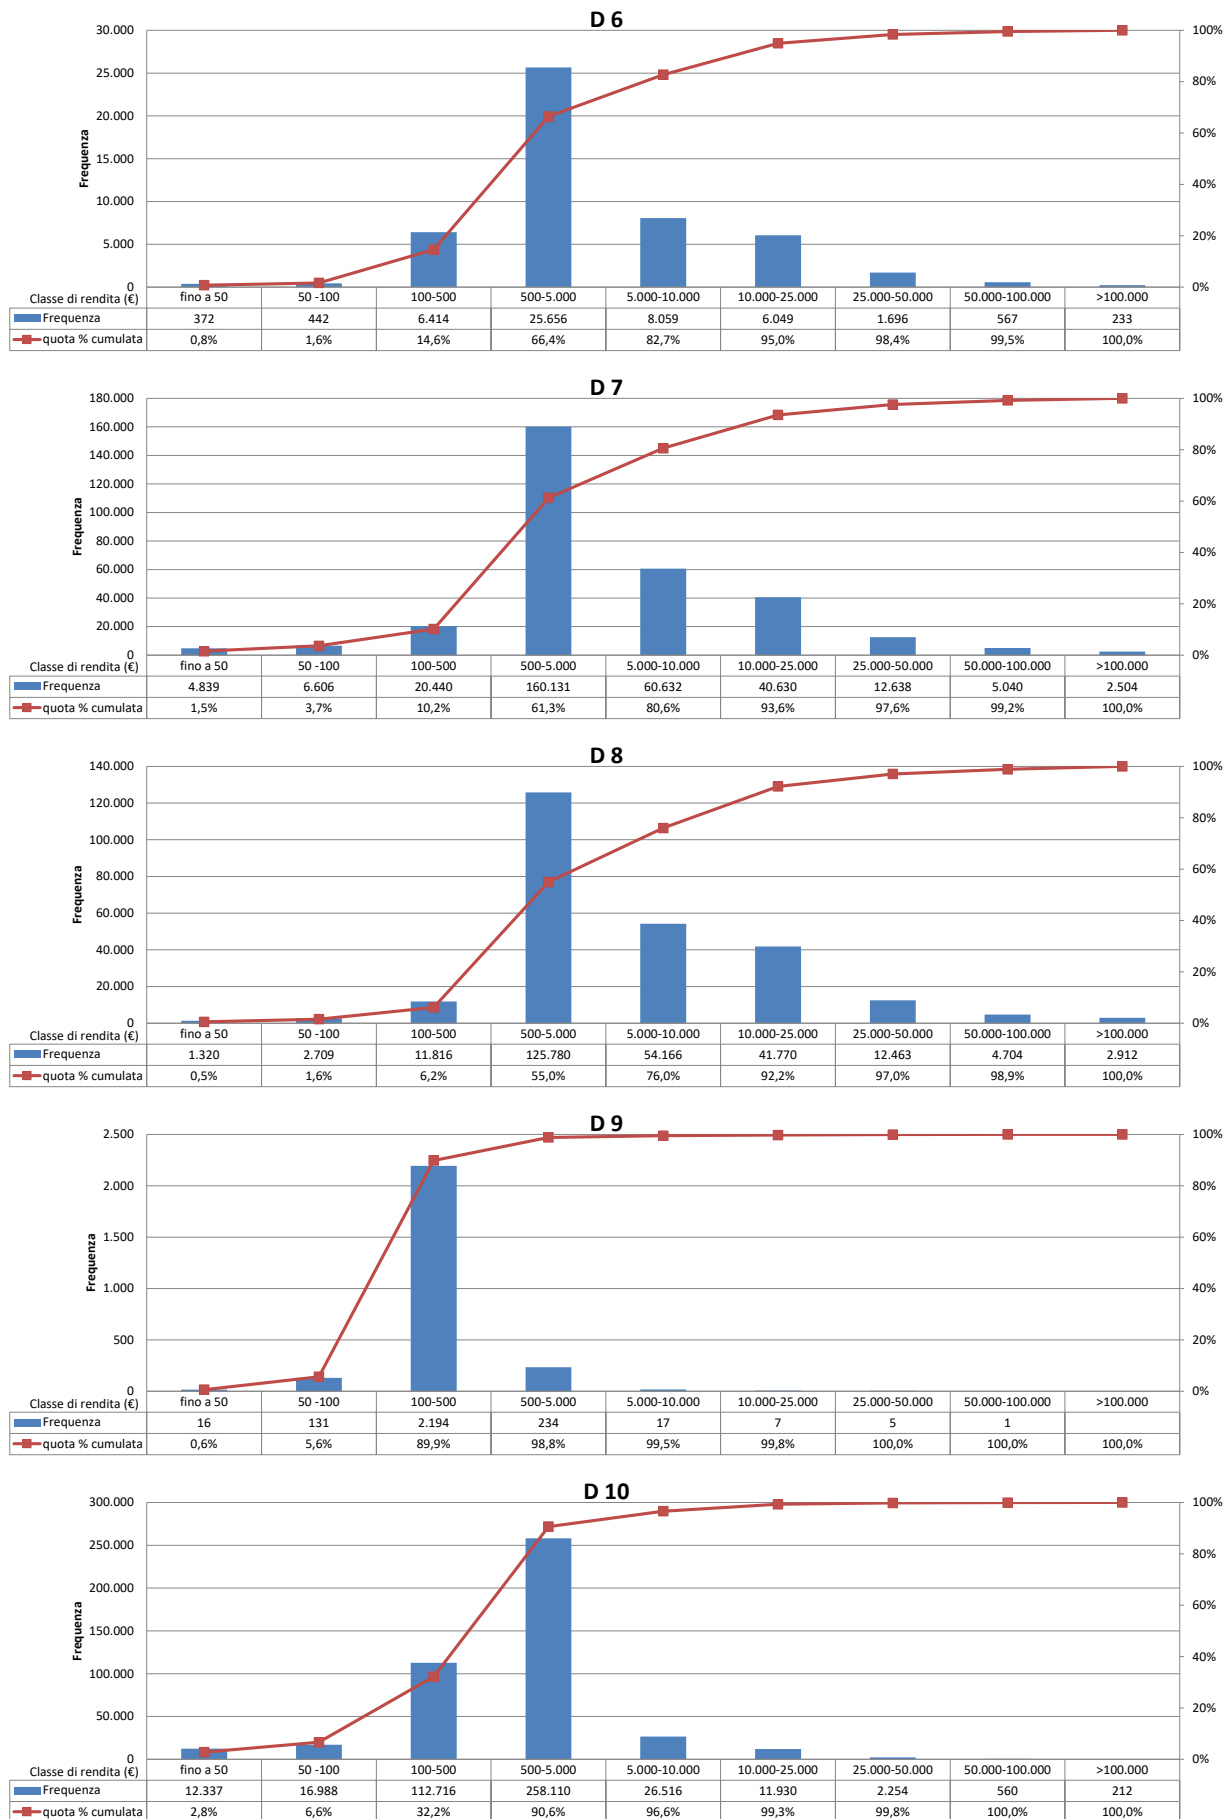 D 6
30.000 100%
25.000 80%
20.000 60%
15.000
10.000 40%
5.000 20%
0 0%
Frequenza
Classe di rendita (€) fino a 50 50 -100 100-500 500-5.000 5.000-10.000 10.000-25.000 25.000-50.000 50.000-100.000 >100.000
Frequenza 372 442 6.414 25.656 8.059 6.049 1.696 567 233
quota % cumulata 0,8% 1,6% 14,6% 66,4% 82,7% 95,0% 98,4% 99,5% 100,0%
D 7
180.000 100%
160.000
140.000 80%
120.000
100.000 60%
80.000
60.000 40%
40.000 20%
20.000
0 0%
Frequenza
Classe di rendita (€) fino a 50 50 -100 100-500 500-5.000 5.000-10.000 10.000-25.000 25.000-50.000 50.000-100.000 >100.000
Frequenza 4.839 6.606 20.440 160.131 60.632 40.630 12.638 5.040 2.504
quota % cumulata 1,5% 3,7% 10,2% 61,3% 80,6% 93,6% 97,6% 99,2% 100,0%
D 8
140.000 100%
120.000 80%
100.000
80.000 60%
60.000 40%
40.000
20.000 20%
0 0%
Frequenza
Classe di rendita (€) fino a 50 50 -100 100-500 500-5.000 5.000-10.000 10.000-25.000 25.000-50.000 50.000-100.000 >100.000
Frequenza 1.320 2.709 11.816 125.780 54.166 41.770 12.463 4.704 2.912
quota % cumulata 0,5% 1,6% 6,2% 55,0% 76,0% 92,2% 97,0% 98,9% 100,0%
D 9
2.500 100%
2.000 80%
1.500 60%
1.000 40%
500 20%
0 0%
Frequenza
Classe di rendita (€) fino a 50 50 -100 100-500 500-5.000 5.000-10.000 10.000-25.000 25.000-50.000 50.000-100.000 >100.000
Frequenza 16 131 2.194 234 17 7 5 1
quota % cumulata 0,6% 5,6% 89,9% 98,8% 99,5% 99,8% 100,0% 100,0% 100,0%
D 10
300.000 100%
250.000 80%
200.000 60%
150.000
100.000 40%
50.000 20%
0 0%
Frequenza
Classe di rendita (€) fino a 50 50 -100 100-500 500-5.000 5.000-10.000 10.000-25.000 25.000-50.000 50.000-100.000 >100.000
Frequenza 12.337 16.988 112.716 258.110 26.516 11.930 2.254 560 212
quota % cumulata 2,8% 6,6% 32,2% 90,6% 96,6% 99,3% 99,8% 100,0% 100,0%